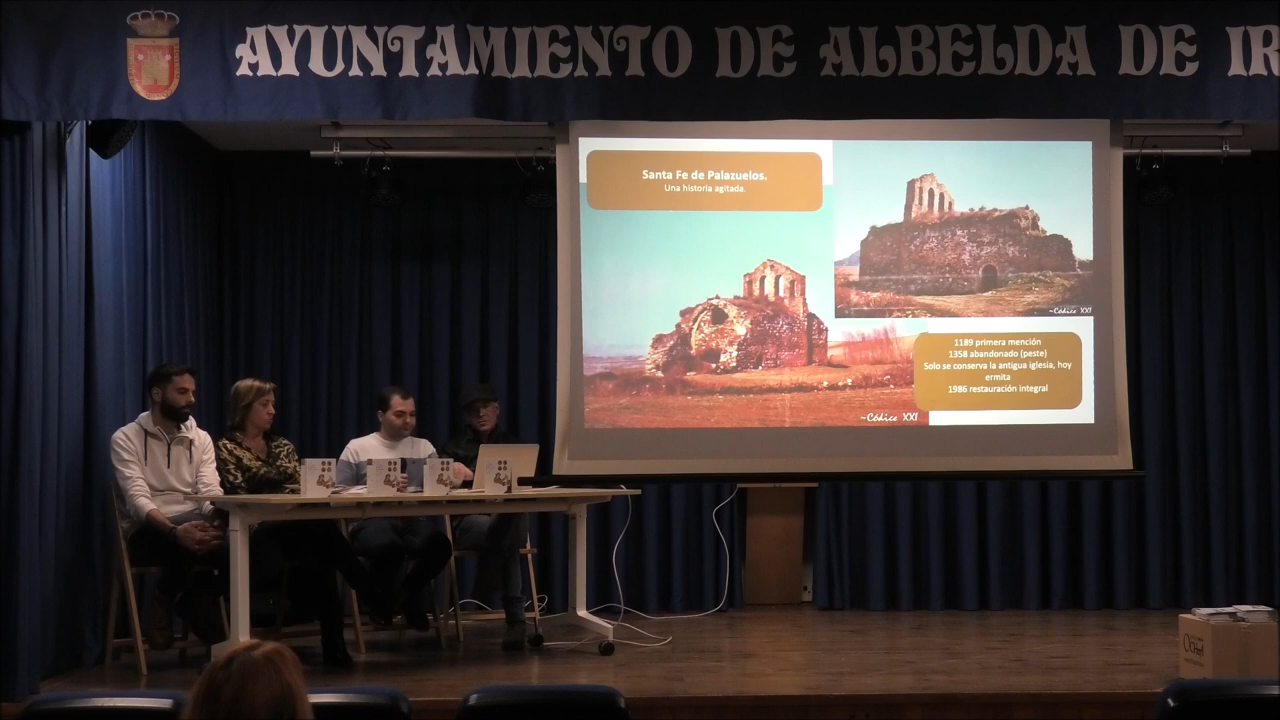 AYUNTAMIENTO DE ALBELDA DE IR
Santa Fe de Palazuelos.
Una historia agitada.
~Códice XXI
1189 primera mención
1358 abandonado (peste)
Solo se conserva la antigua iglesia, hoy
ermita
1986 restauración integral
~Códice XXI